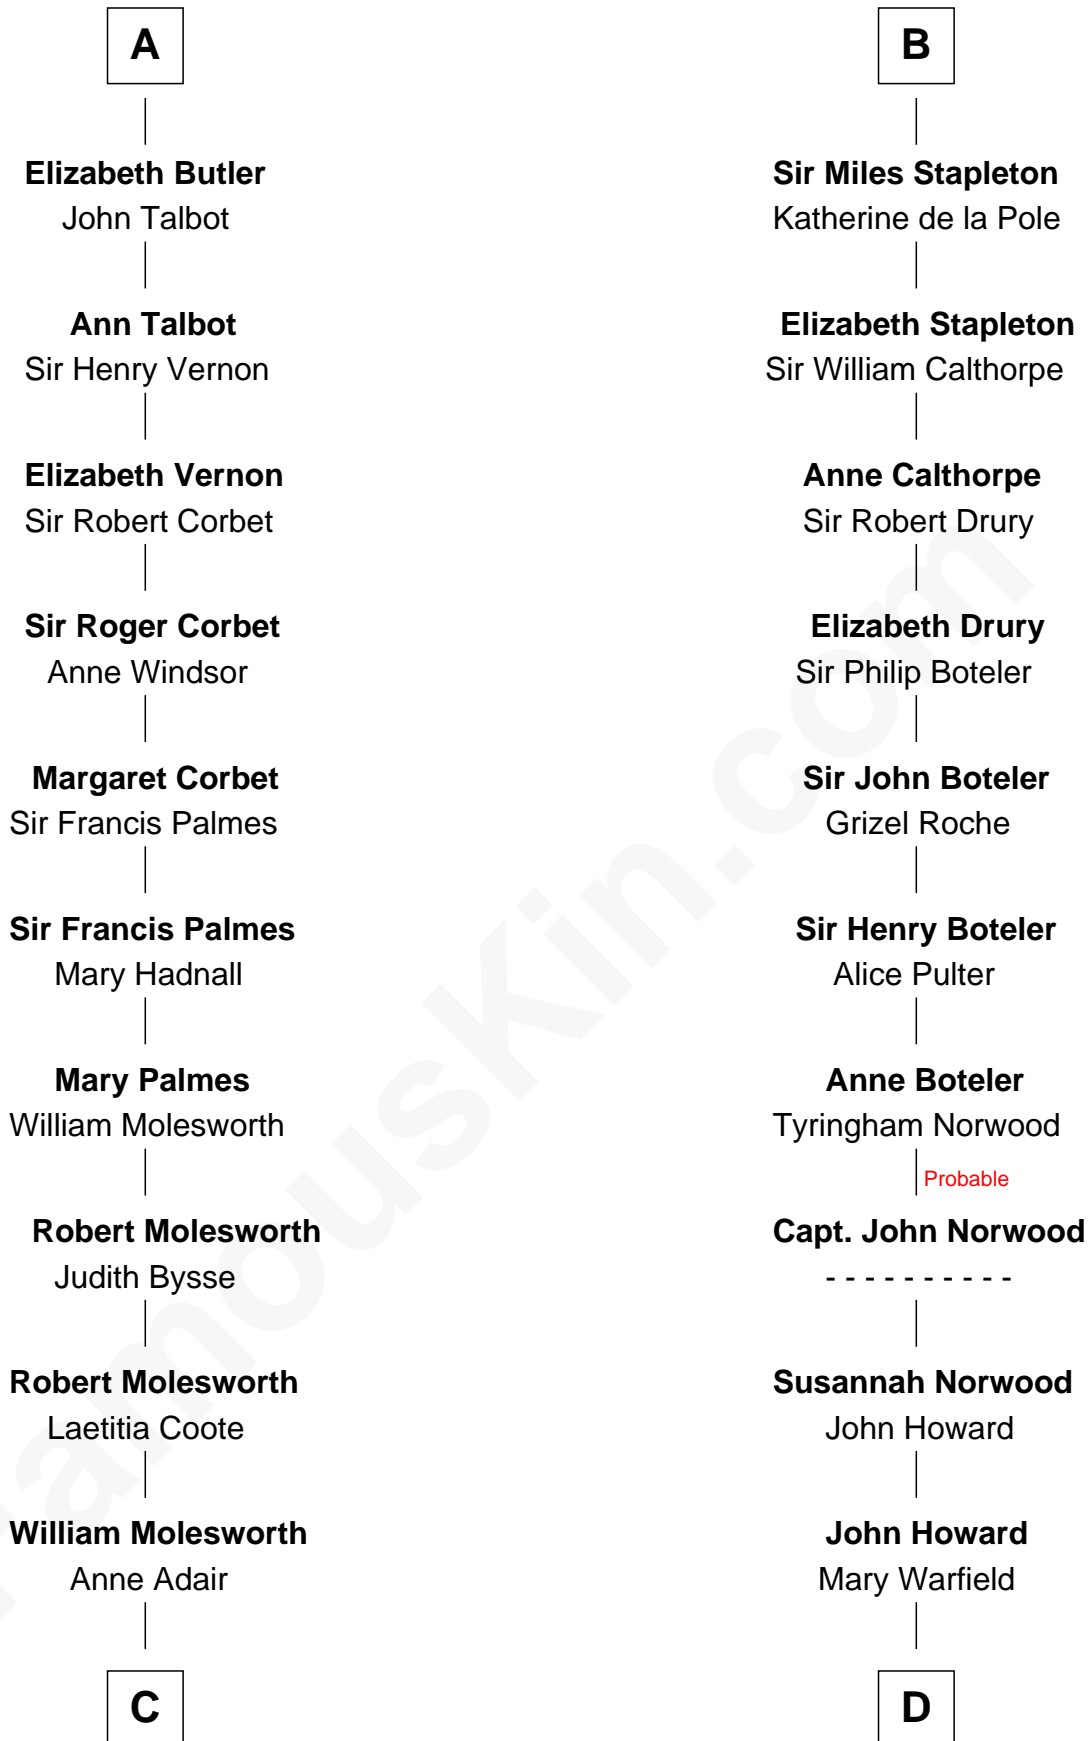 A
Elizabeth Butler
John Talbot
Ann Talbot
Sir Henry Vernon
Elizabeth Vernon
Sir Robert Corbet
Sir Roger Corbet
Anne Windsor
Margaret Corbet
Sir Francis Palmes
Sir Francis Palmes
Mary Hadnall
Mary Palmes
William Molesworth
Robert Molesworth
Judith Bysse
Robert Molesworth
Laetitia Coote
William Molesworth
Anne Adair
C
B
Sir Miles Stapleton
Katherine de la Pole
Elizabeth Stapleton
Sir William Calthorpe
Anne Calthorpe
Sir Robert Drury
Elizabeth Drury
Sir Philip Boteler
Sir John Boteler
Grizel Roche
Sir Henry Boteler
Alice Pulter
Anne Boteler
Tyringham Norwood
Probable
Capt. John Norwood
- - - - - - - - - -
Susannah Norwood
John Howard
John Howard
Mary Warfield
D
FamousKin.com